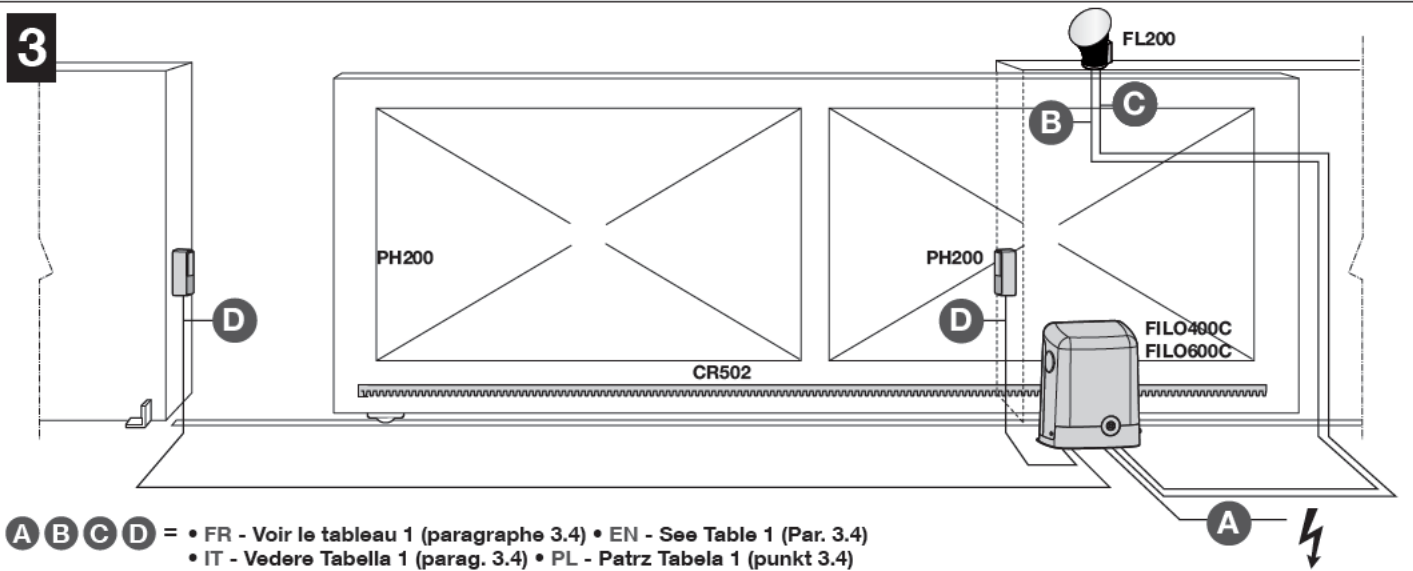 3
FL200
B
C
PH200
PH200
D
D
FILO400C
FILO600C
CR502
A
A B C D = • FR - Voir le tableau 1 (paragraphe 3.4) • EN - See Table 1 (Par. 3.4)
• IT - Vedere Tabella 1 (parag. 3.4) • PL - Patrz Tabela 1 (punkt 3.4)